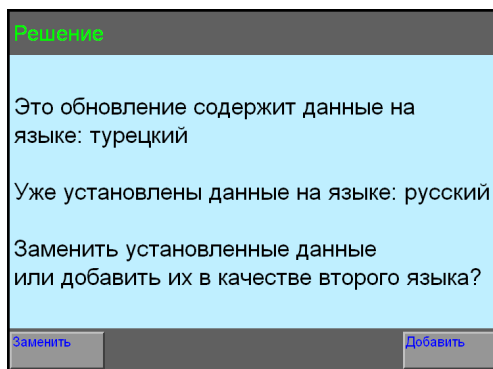 Решение
Это обновление содержит данные на
языке: турецкий
Уже установлены данные на языке: русский
Заменить установленные данные
или добавить их в качестве второго языка?
Заменить
Добавить